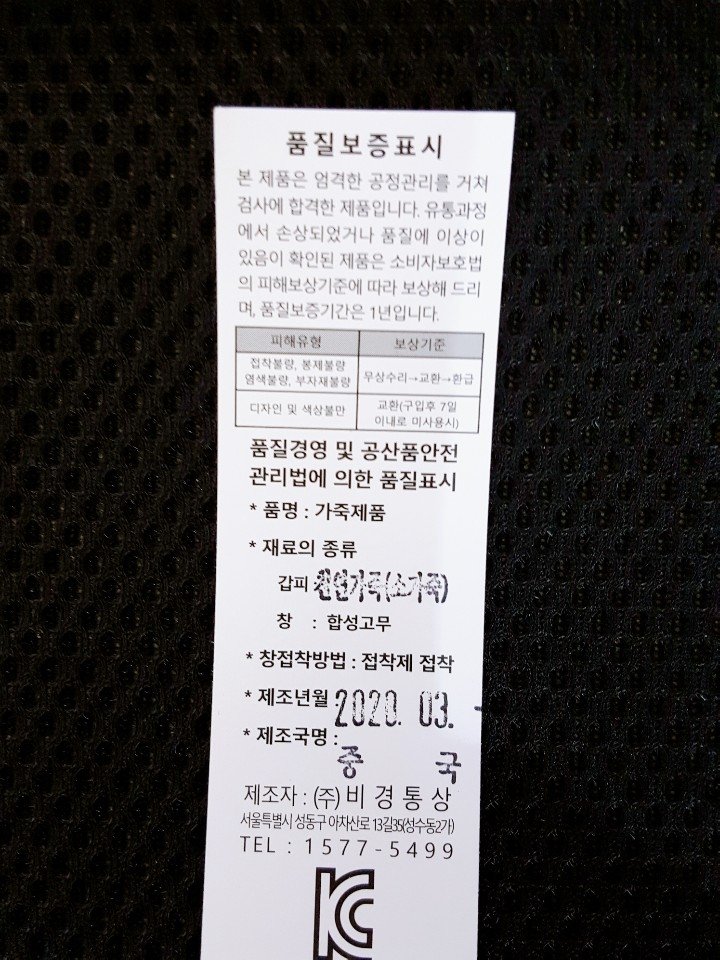 품질보증표시
본 제품은 엄격한 공정관리를 거쳐
검사에 합격한 제품입니다. 유통과정
에서 손상되었거나 품질에 이상이
있음이 확인된 제품은 소비자보호법
의 피해보상기준에 따라 보상해 드리
며, 품질보증기간은 1년입니다.
피해유형 보상기준
접착불량, 봉제불량
염색불량, 부자재불량 무상수리→교환→환급
디자인 및 색상불만 교환(구입후 7일
이내로 미사용시)
품질경영 및 공산품안전
관리법에 의한 품질표시
* 품명 : 가죽제품
* 재료의 종류
갑피 천연가죽(소가죽)
창 : 합성고무
* 창접착방법 : 접착제 접착
* 제조년월 2020. 03.
* 제조국명 :
중 국
제조자 : (주) 비경통상
서울특별시 성동구 아차산로 13길35(성수동2가)
TEL : 1577-5499
KC